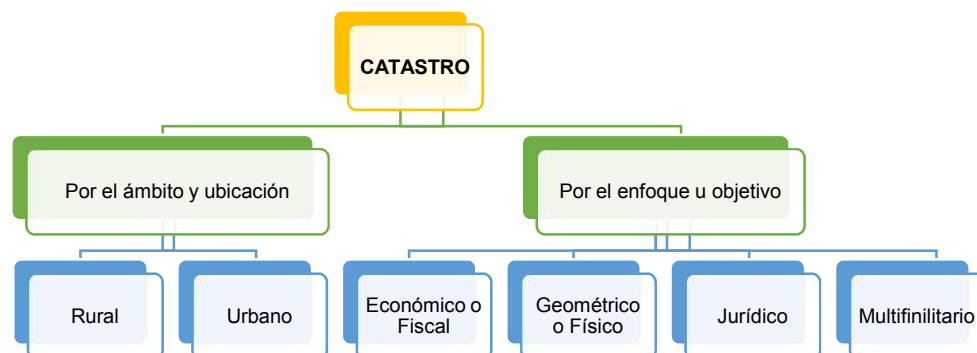 CATASTRO
Por el ámbito y ubicación
Por el enfoque u objetivo
Rural
Urbano
Económico o
Fiscal
Geométrico
o Físico
Jurídico
Multifinilitario